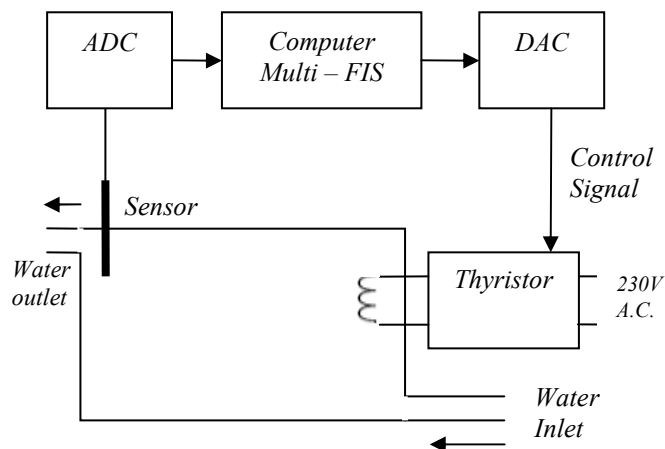 ADC
Computer
Multi – FIS
DAC
Control
Signal
Sensor
Water
outlet
Thyristor
230V
A.C.
Water
Inlet